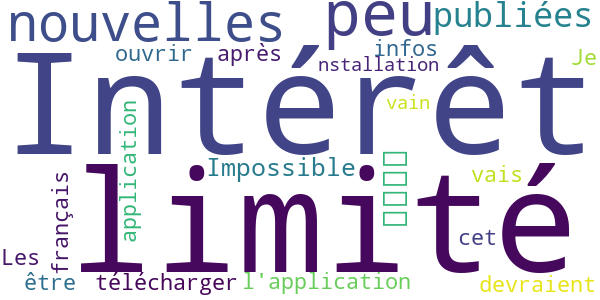 nouvelles
peu
publiées
ouvrir
après
infos
nstallation
Je
Intérêt
vain
application
Impossible
français
limité
vais
cet
Les
être
télécharger
l'application
devraient